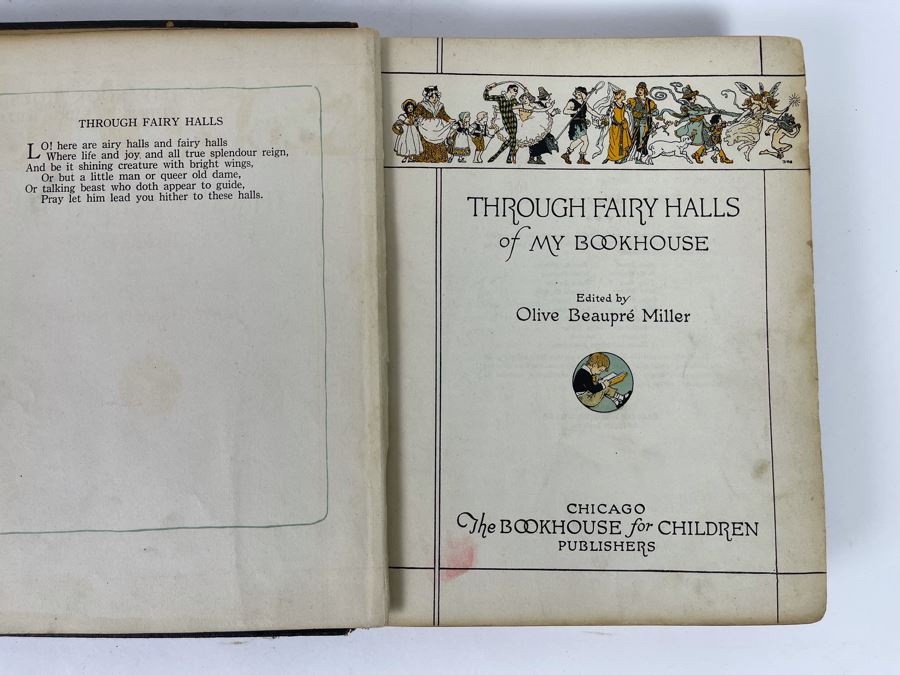 THROUGH FAIRY HALLS
LO! here are airy halls and fairy halls
Where life and joy and all true splendour reign,
And be it shining creature with bright wings,
Or but a little man or queer old dame,
Or talking beast who doth appear to guide,
Pray let him lead you hither to these halls.
THROUGH FAIRY HALLS
of MY BOOKHOUSE
Edited by
Olive Beaupré Miller
CHICAGO
The BOOKHOUSE for CHILDREN
PUBLISHERS